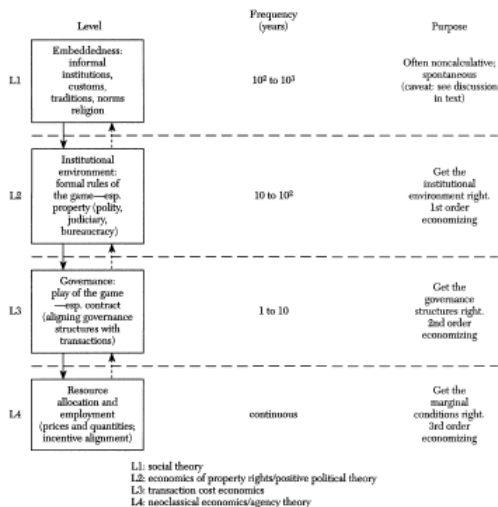 Level
Frequency
(years)
Purpose
L1
Embeddedness:
informal
institutions,
customs,
traditions, norms
religion
10² to 10³
Often noncalculative;
spontaneous
(caveat: see discussion
in text)
L2
Institutional
environment:
formal rules of
the game—esp.
property (polity,
judiciary,
bureaucracy)
10 to 10²
Get the
institutional
environment right.
1st order
economizing
L3
Governance:
play of the game
—esp. contract
(aligning governance
structures with
transactions)
1 to 10
Get the
governance
structures right.
2nd order
economizing
L4
Resource
allocation and
employment
(prices and quantities;
incentive alignment)
continuous
Get the
marginal
conditions right.
3rd order
economizing
L1: social theory
L2: economics of property rights/positive political theory
L3: transaction cost economics
L4: neoclassical economics/agency theory